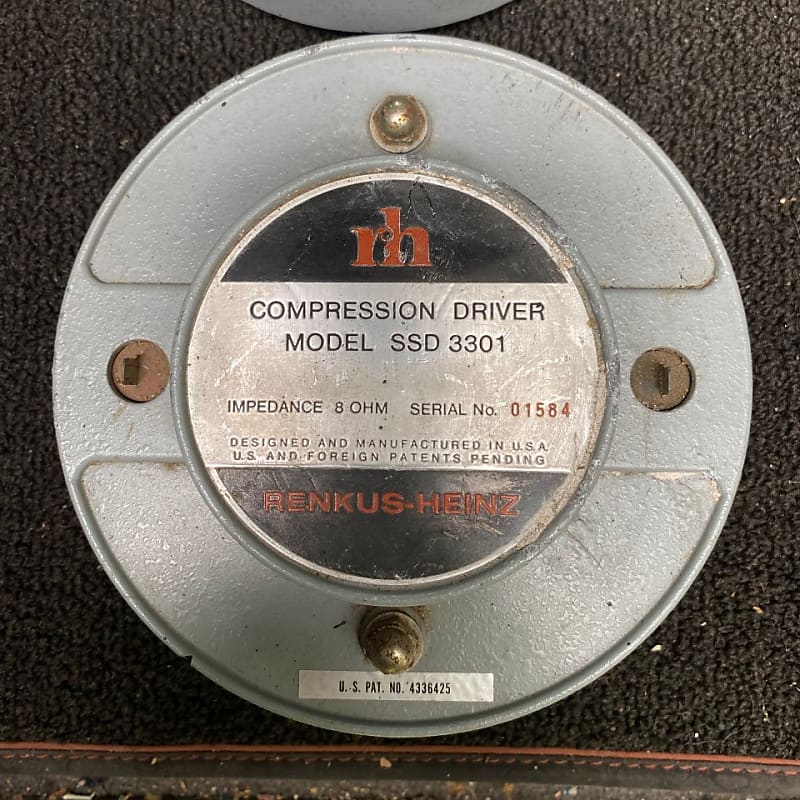 rh
COMPRESSION DRIVER
MODEL SSD 3301
IMPEDANCE 8 OHM SERIAL No. 01584
DESIGNED AND MANUFACTURED IN U.S.A.
U.S. AND FOREIGN PATENTS PENDING
RENKUS-HEINZ
U.S. PAT. NO. 4336425